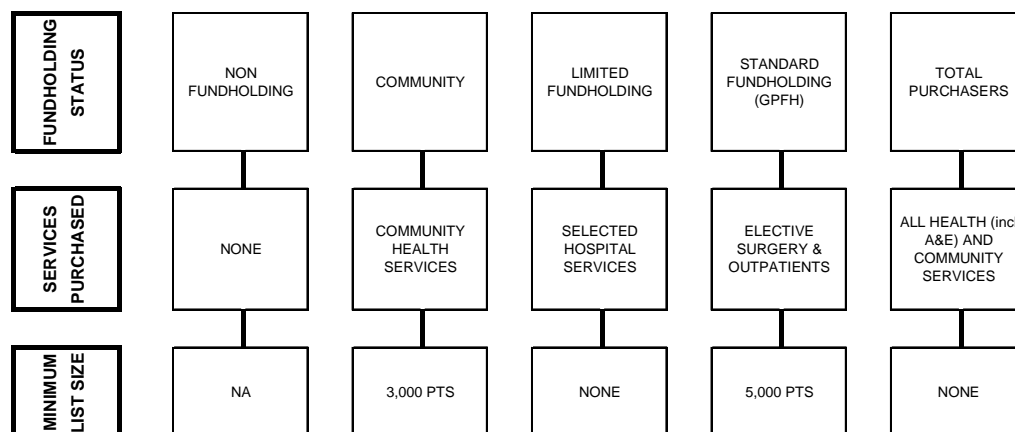 FUNDHOLDING
STATUS
NON
FUNDHOLDING
COMMUNITY
LIMITED
FUNDHOLDING
STANDARD
FUNDHOLDING
(GPFH)
TOTAL
PURCHASERS
SERVICES
PURCHASED
NONE
COMMUNITY
HEALTH
SERVICES
SELECTED
HOSPITAL
SERVICES
ELECTIVE
SURGERY &
OUTPATIENTS
ALL HEALTH (incl
A&E) AND
COMMUNITY
SERVICES
MINIMUM
LIST SIZE
NA
3,000 PTS
NONE
5,000 PTS
NONE